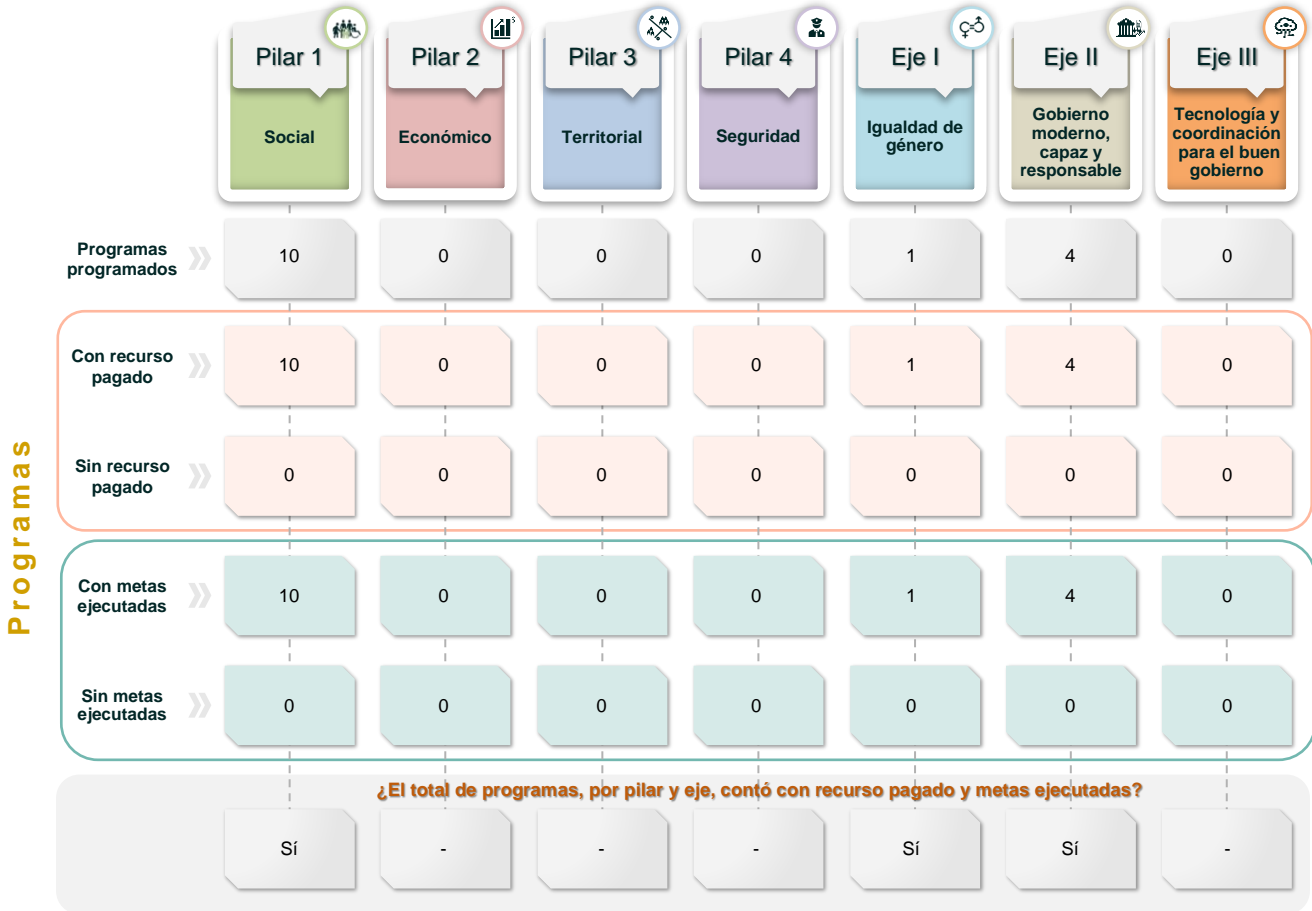 Pilar 1
Pilar 2
Pilar 3
Pilar 4
Eje I
Eje II
Eje III
Social
Económico
Territorial
Seguridad
Igualdad de
género
Gobierno
moderno,
capaz y
responsable
Tecnología y
coordinación
para el buen
gobierno
Programas
Programas
programados
10
0
0
0
1
4
0
Con recurso
pagado
10
0
0
0
1
4
0
Sin recurso
pagado
0
0
0
0
0
0
0
Con metas
ejecutadas
10
0
0
0
1
4
0
Sin metas
ejecutadas
0
0
0
0
0
0
0
¿El total de programas, por pilar y eje, contó con recurso pagado y metas ejecutadas?
Sí
-
-
-
Sí
Sí
-